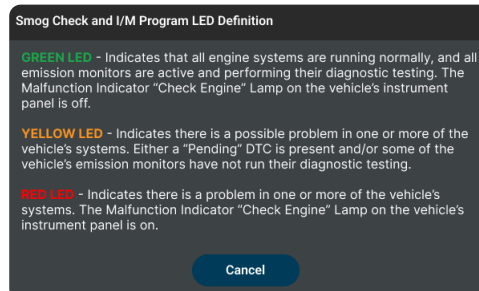 Smog Check and I/M Program LED Definition
GREEN LED - Indicates that all engine systems are running normally, and all
emission monitors are active and performing their diagnostic testing. The
Malfunction Indicator "Check Engine" Lamp on the vehicle's instrument
panel is off.
YELLOW LED - Indicates there is a possible problem in one or more of the
vehicle's systems. Either a "Pending" DTC is present and/or some of the
vehicle's emission monitors have not run their diagnostic testing.
RED LED - Indicates there is a problem in one or more of the vehicle's
systems. The Malfunction Indicator "Check Engine" Lamp on the vehicle's
instrument panel is on.
Cancel